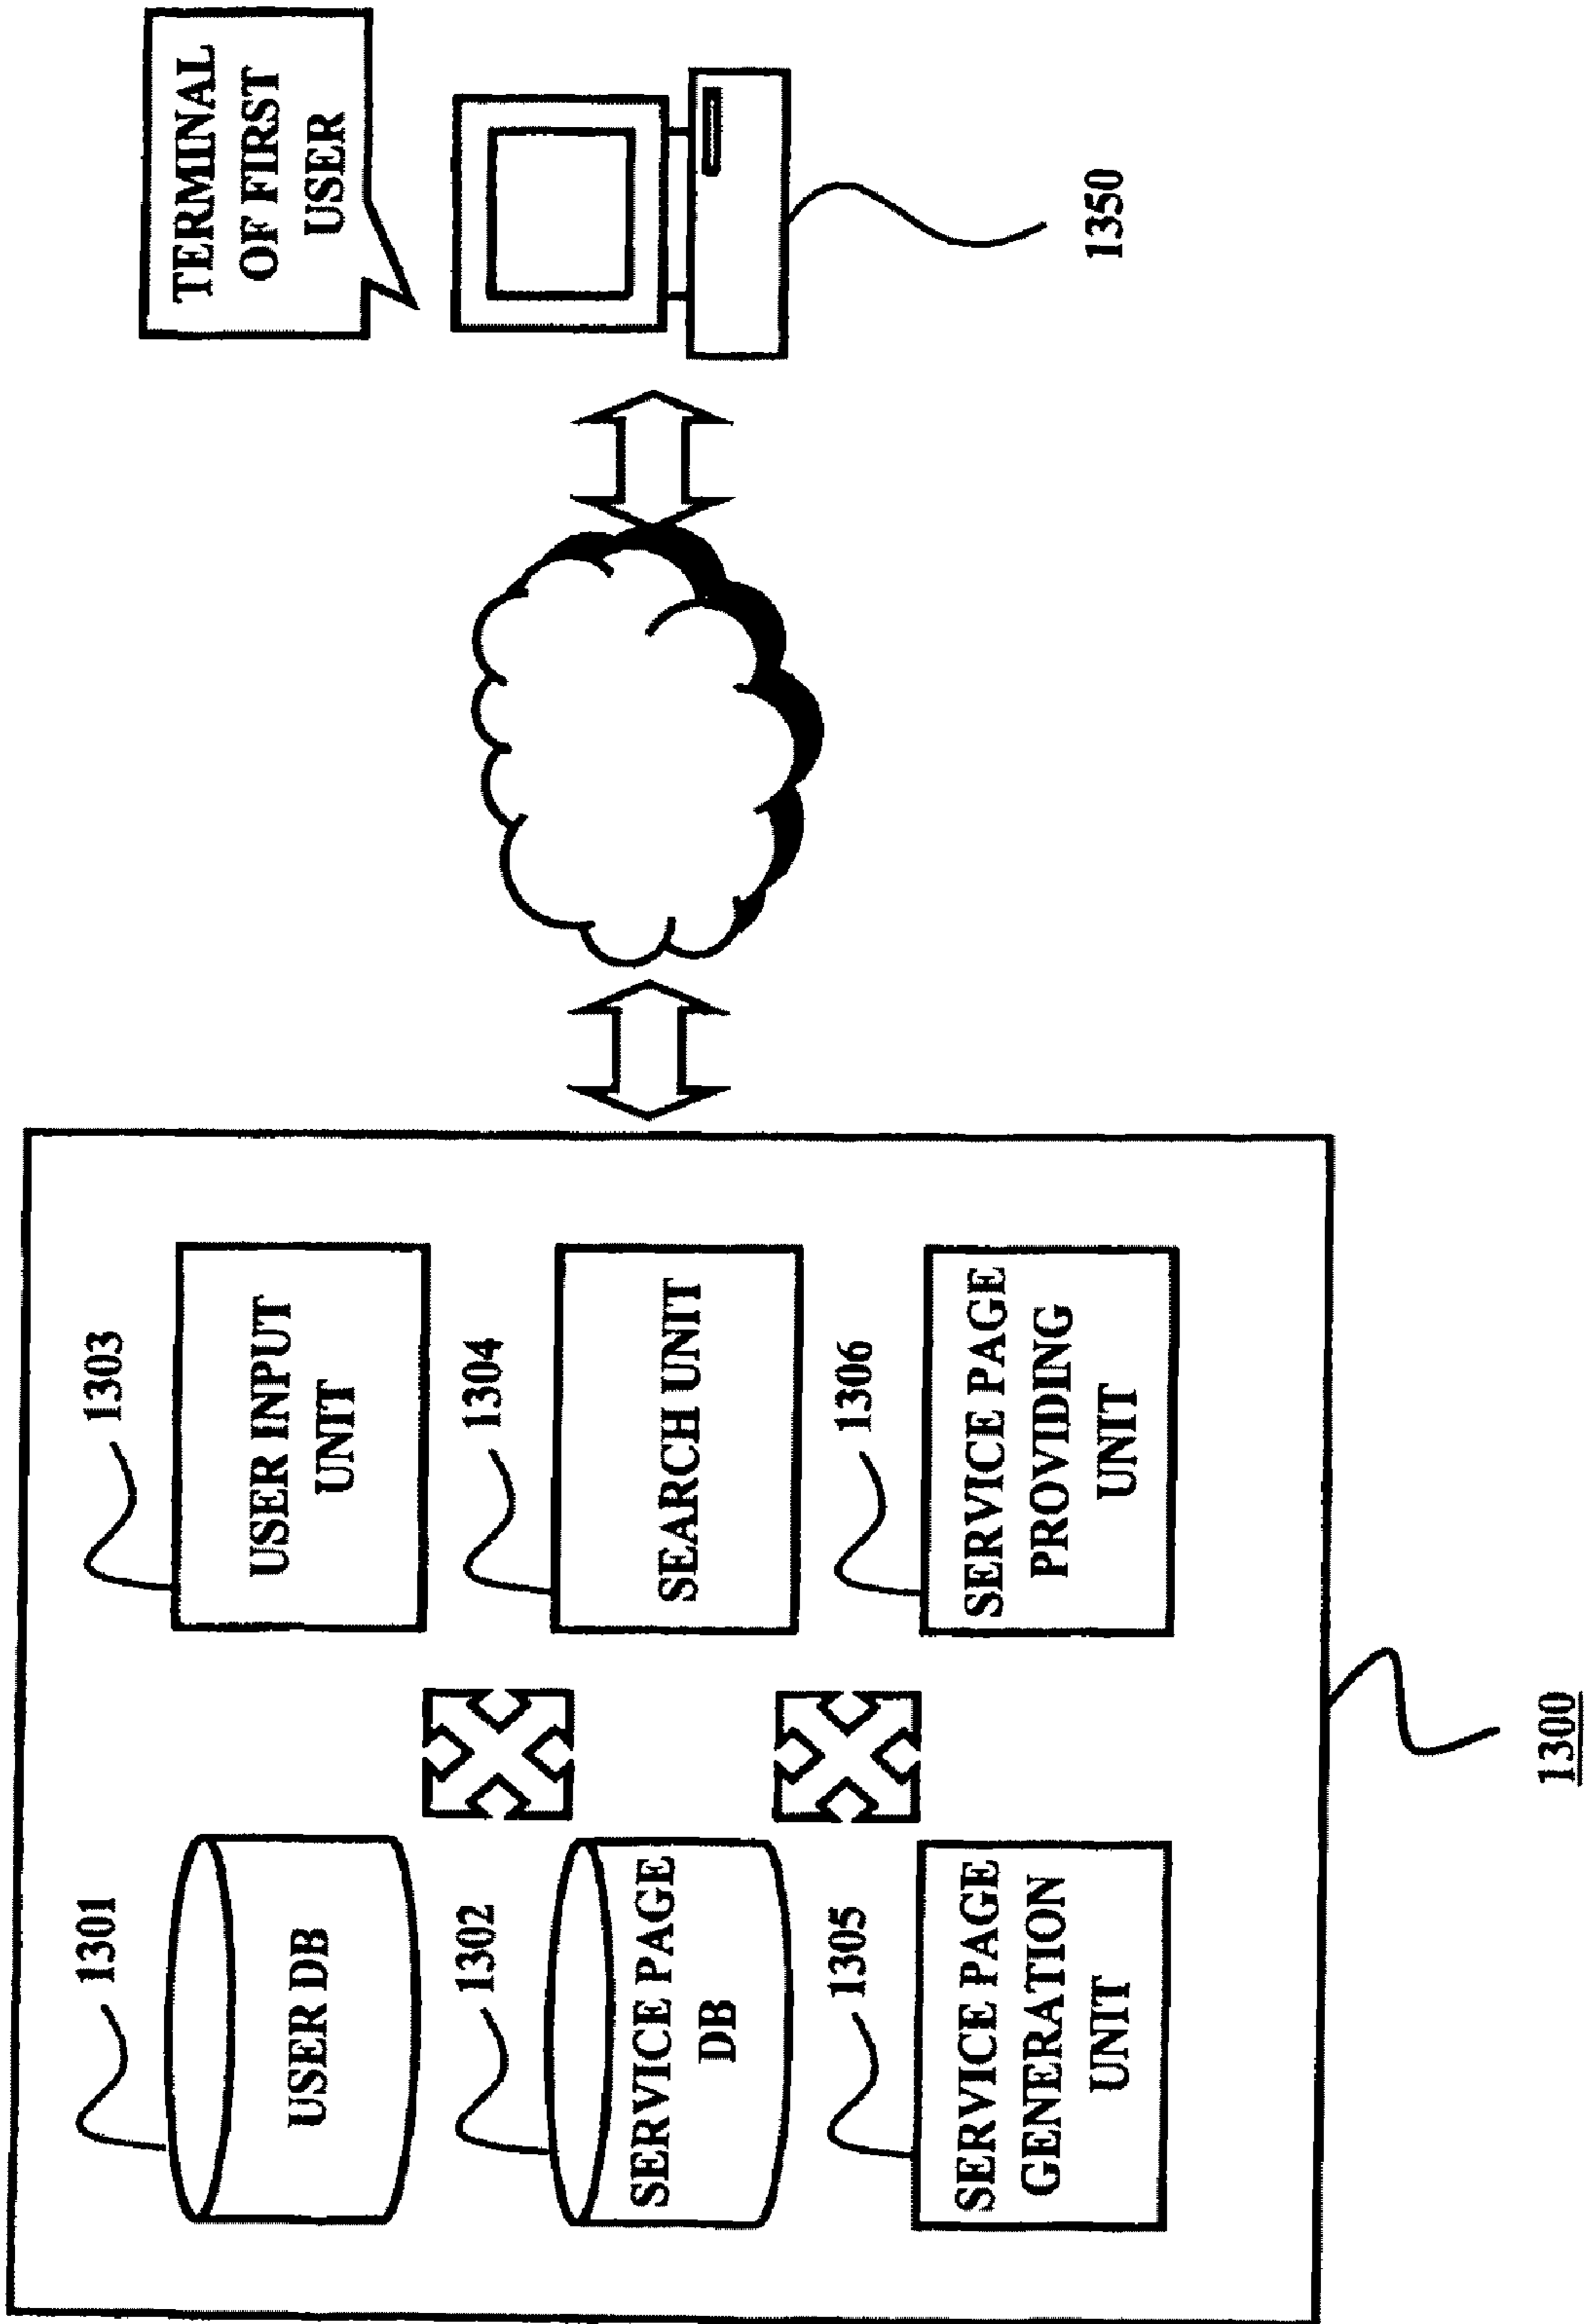 1301
USER DB
1303
USER INPUT
UNIT
1302
SERVICE PAGE
DB
1304
SEARCH UNIT
1305
SERVICE PAGE
GENERATION
UNIT
1306
SERVICE PAGE
PROVIDING
UNIT
1300
TERMINAL
OF FIRST
USER
1350